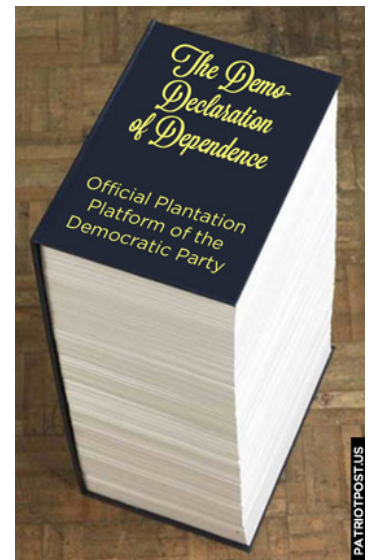 The Demo-
Declaration
of Dependence
Official Plantation
Platform of the
Democratic Party
PATRIOTPOST.US